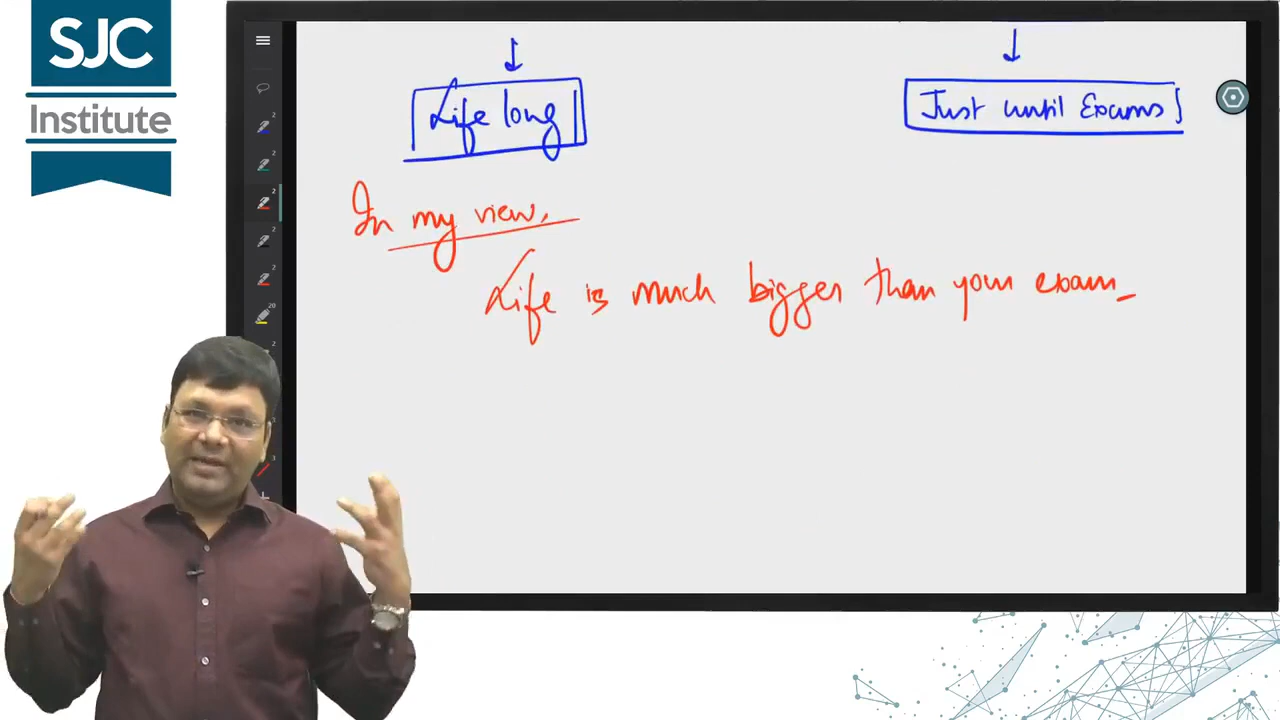 SJC
Institute
Life long
Just until Exams
In my view,
Life is much bigger than your exam